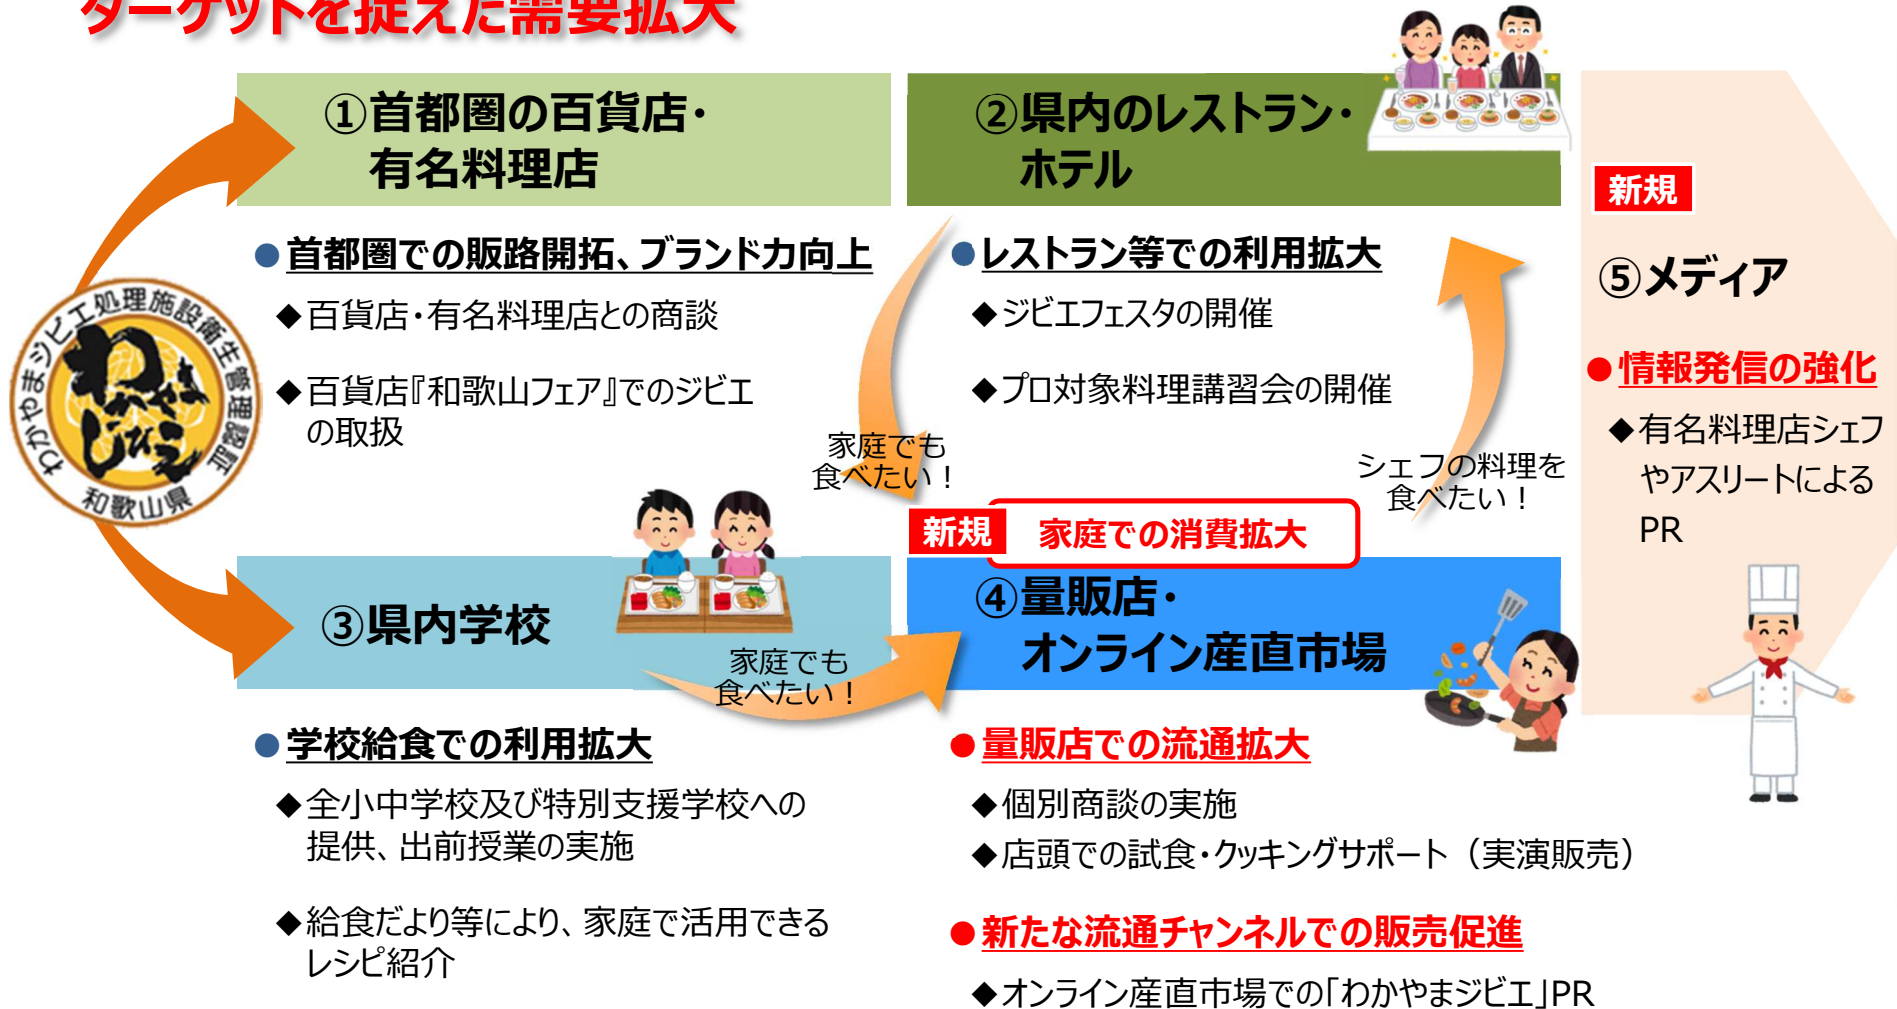 ターゲットを捉えた需要拡大
①首都圏の百貨店・
有名料理店
●首都圏での販路開拓、ブランド力向上
◆百貨店・有名料理店との商談
◆百貨店『和歌山フェア』でのジビエ
の取扱
②県内のレストラン・
ホテル
●レストラン等での利用拡大
◆ジビエフェスタの開催
◆プロ対象料理講習会の開催
家庭でも
食べたい！
シェフの料理を
食べたい！
わかやまジビエ処理施設衛生管理認証
わかやま
じびえ
和歌山県
③県内学校
家庭でも
食べたい！
●学校給食での利用拡大
◆全小中学校及び特別支援学校への
提供、出前授業の実施
◆給食だより等により、家庭で活用できる
レシピ紹介
新規
家庭での消費拡大
④量販店・
オンライン産直市場
●量販店での流通拡大
◆個別商談の実施
◆店頭での試食・クッキングサポート（実演販売）
●新たな流通チャンネルでの販売促進
◆オンライン産直市場での「わかやまジビエ」PR
新規
⑤メディア
●情報発信の強化
◆有名料理店シェフ
やアスリートによる
PR